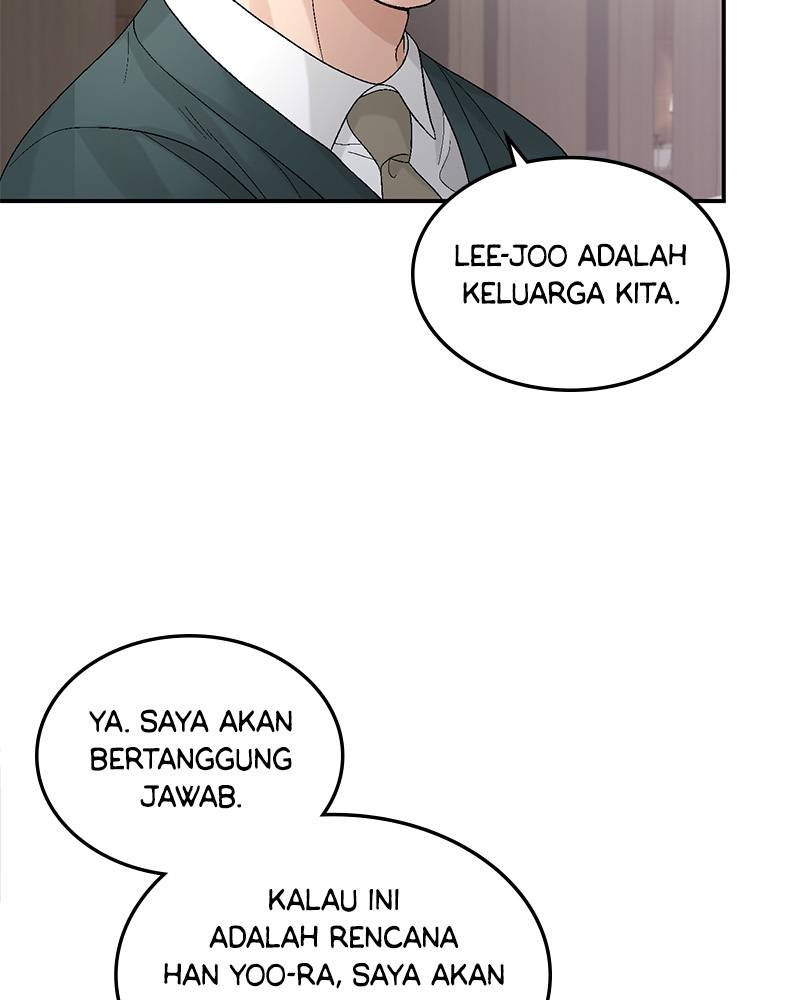 LEE-JOO ADALAH
KELUARGA KITA.
YA. SAYA AKAN
BERTANGGUNG
JAWAB.
KALAU INI
ADALAH RENCANA
HAN YOO-RA, SAYA AKAN